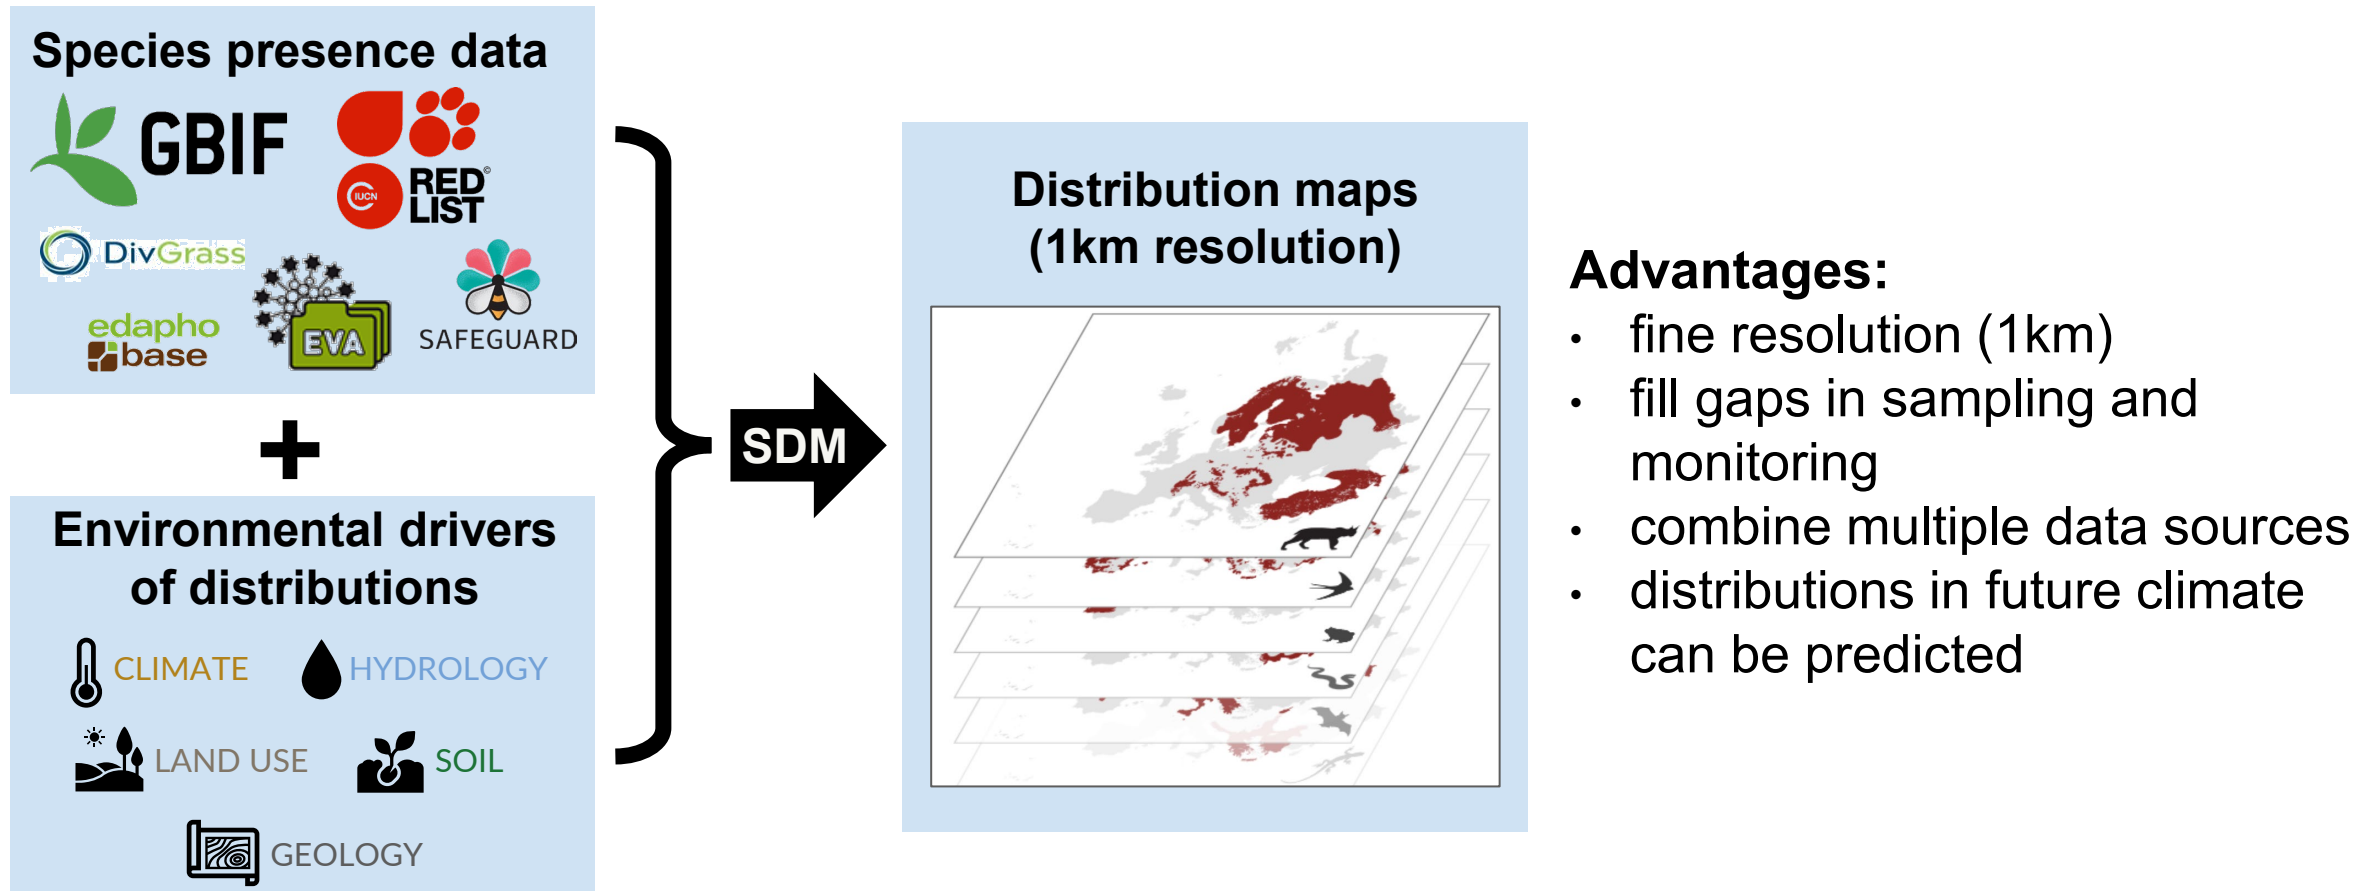 Species presence data
GBIF
IUCN
RED
LIST
©
DivGrass
edapho
base
EVA
SAFEGUARD
+
Environmental drivers
of distributions
CLIMATE
HYDROLOGY
LAND USE
SOIL
GEOLOGY
SDM
Distribution maps
(1km resolution)
Advantages:
• fine resolution (1km)
• fill gaps in sampling and
monitoring
• combine multiple data sources
• distributions in future climate
can be predicted